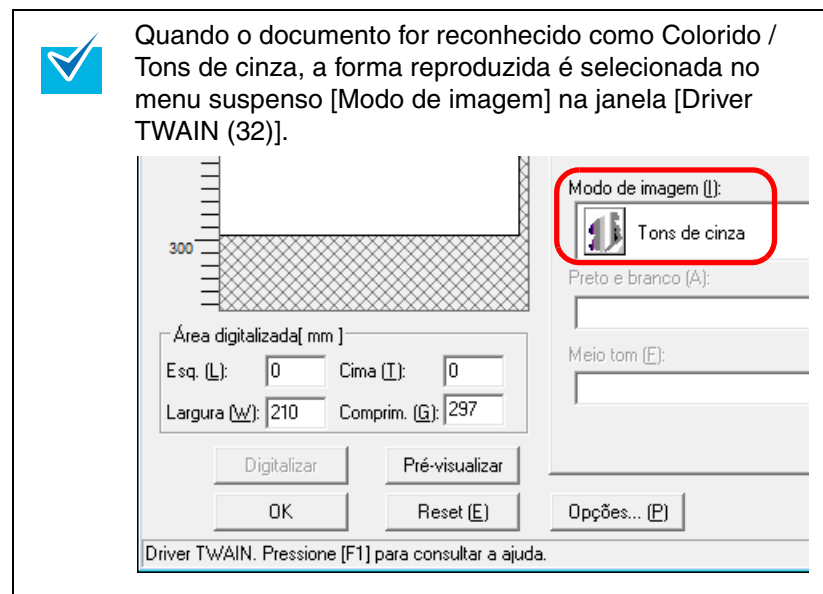 Quando o documento for reconhecido como Colorido /
Tons de cinza, a forma reproduzida é selecionada no
menu suspenso [Modo de imagem] na janela [Driver
TWAIN (32)].
300
Modo de imagem (I):
Tons de cinza
Preto e branco (A):
Meio tom (F):
Área digitalizada[ mm ]
Esq. (L): 0 Cima (T): 0
Largura (W): 210 Comprim. (G): 297
Digitalizar Pré-visualizar
OK Reset (E) Opções... (P)
Driver TWAIN. Pressione [F1] para consultar a ajuda.